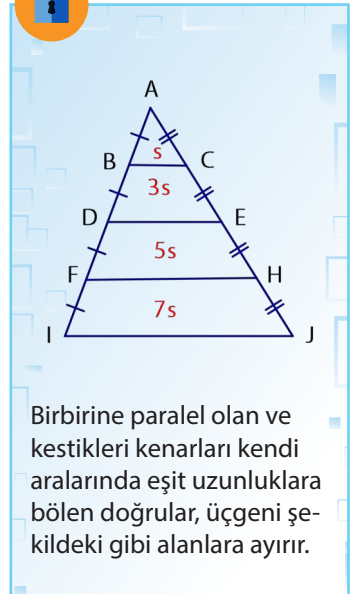 A
s
B C
3s
D E
5s
F H
7s
I J
Birbirine paralel olan ve
kestikleri kenarları kendi
aralarında eşit uzunluklara
bölen doğrular, üçgeni şe-
kildeki gibi alanlara ayırır.